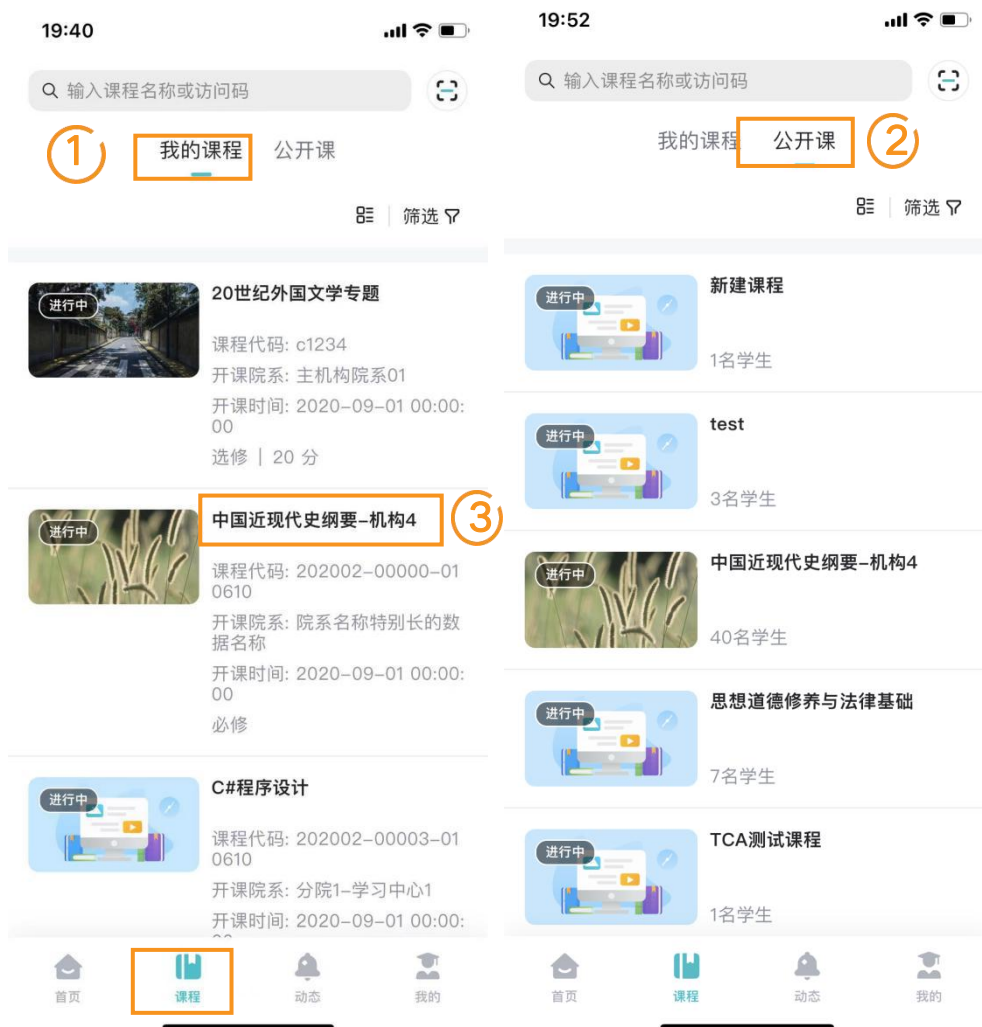 19:40
输入课程名称或访问码
1
我的课程
公开课
筛选
进行中
20世纪外国文学专题
课程代码: c1234
开课院系: 主机构院系01
开课时间: 2020-09-01 00:00:
00
选修 | 20 分
进行中
中国近现代史纲要-机构4
3
课程代码: 202002-00000-01
0610
开课院系: 院系名称特别长的数
据名称
开课时间: 2020-09-01 00:00:
00
必修
进行中
C#程序设计
课程代码: 202002-00003-01
0610
开课院系: 分院1-学习中心1
开课时间: 2020-09-01 00:00:
首页
课程
动态
我的
19:52
输入课程名称或访问码
我的课程
公开课
2
筛选
进行中
新建课程
1名学生
进行中
test
3名学生
进行中
中国近现代史纲要-机构4
40名学生
进行中
思想道德修养与法律基础
7名学生
进行中
TCA测试课程
1名学生
首页
课程
动态
我的